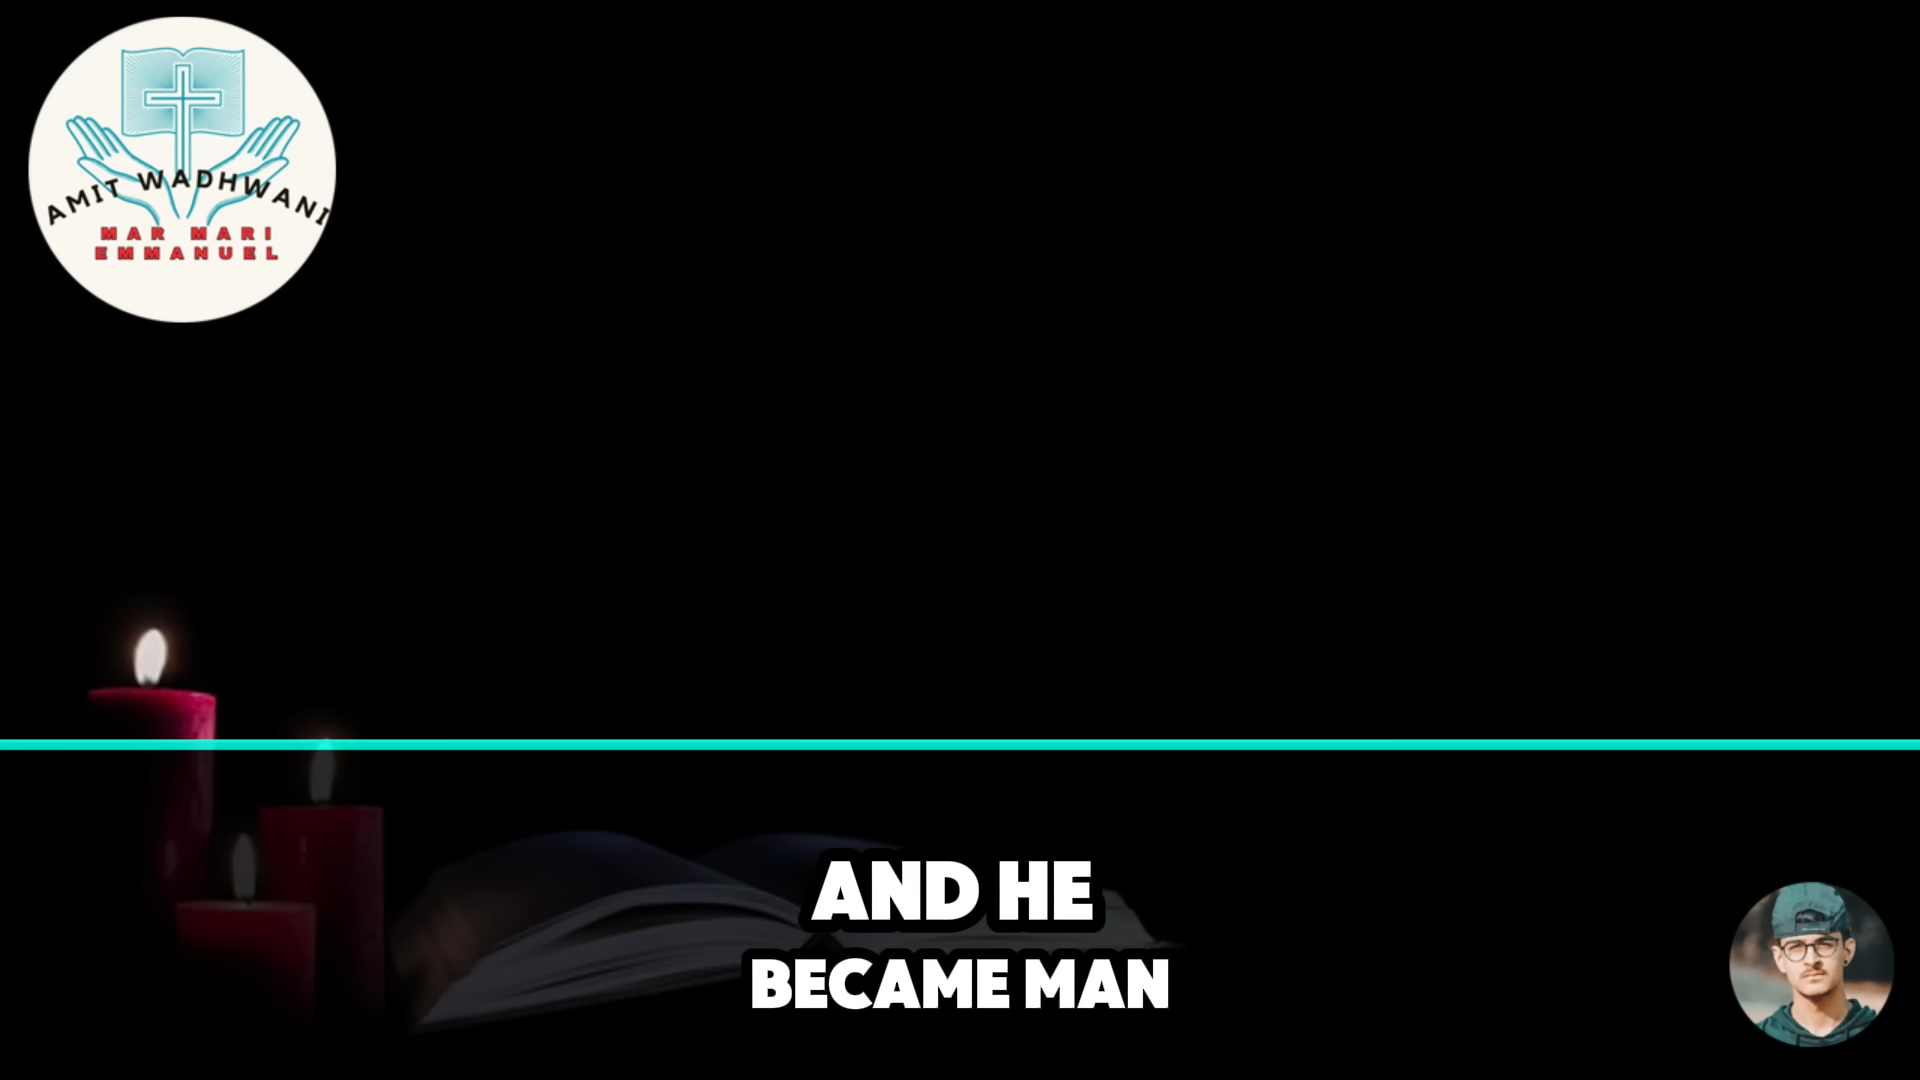 AMIT WADHWANI
MAR MARI
EMMANUEL
AND HE
BECAME MAN